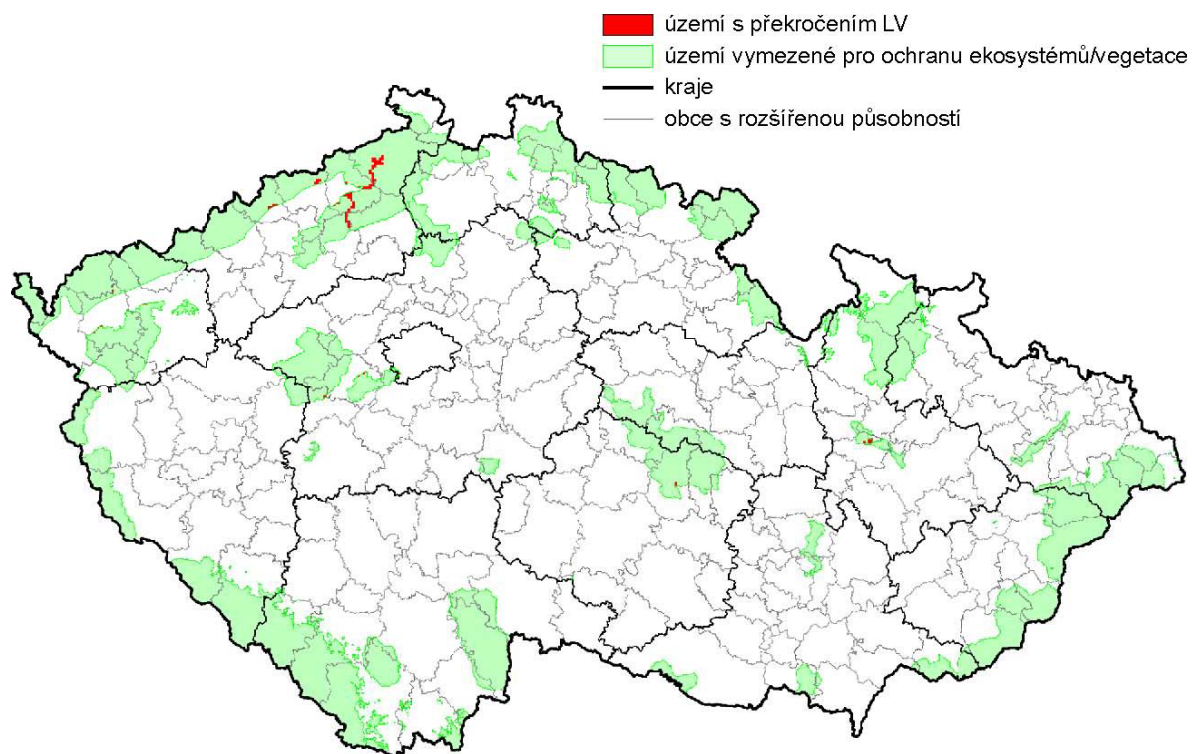 území s překročením LV
území vymezené pro ochranu ekosystémů/vegetace
kraje
obce s rozšířenou působností